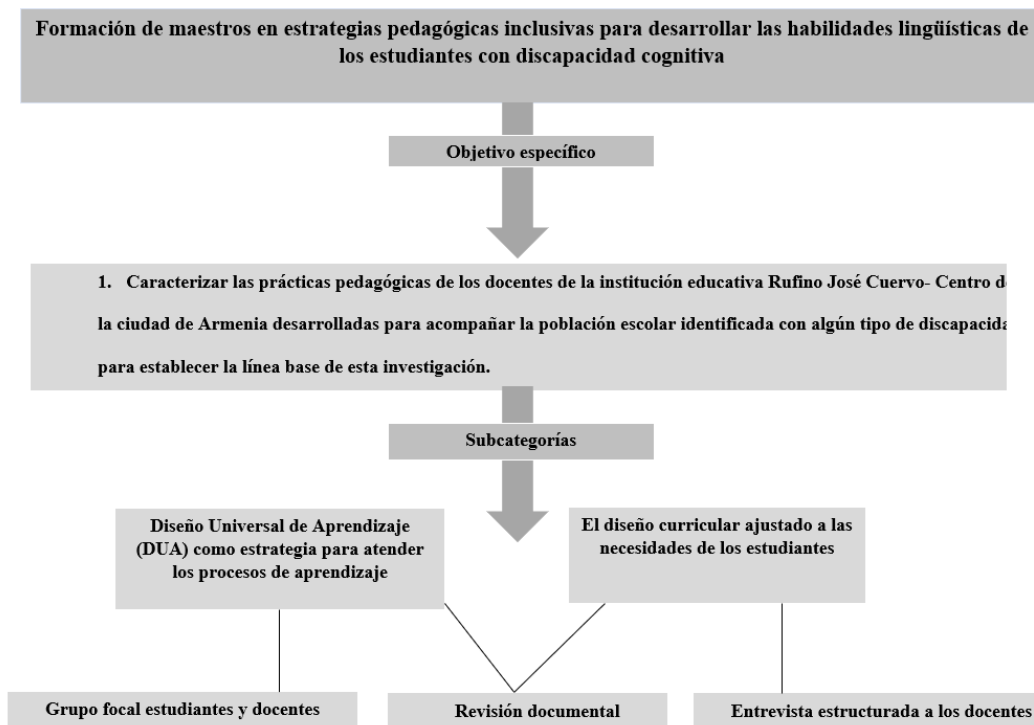 Formación de maestros en estrategias pedagógicas inclusivas para desarrollar las habilidades lingüísticas de
los estudiantes con discapacidad cognitiva
Objetivo específico
1. Caracterizar las prácticas pedagógicas de los docentes de la institución educativa Rufino José Cuervo- Centro de
la ciudad de Armenia desarrolladas para acompañar la población escolar identificada con algún tipo de discapacida
para establecer la línea base de esta investigación.
Subcategorías
Diseño Universal de Aprendizaje
(DUA) como estrategia para atender
los procesos de aprendizaje
El diseño curricular ajustado a las
necesidades de los estudiantes
Grupo focal estudiantes y docentes
Revisión documental
Entrevista estructurada a los docentes